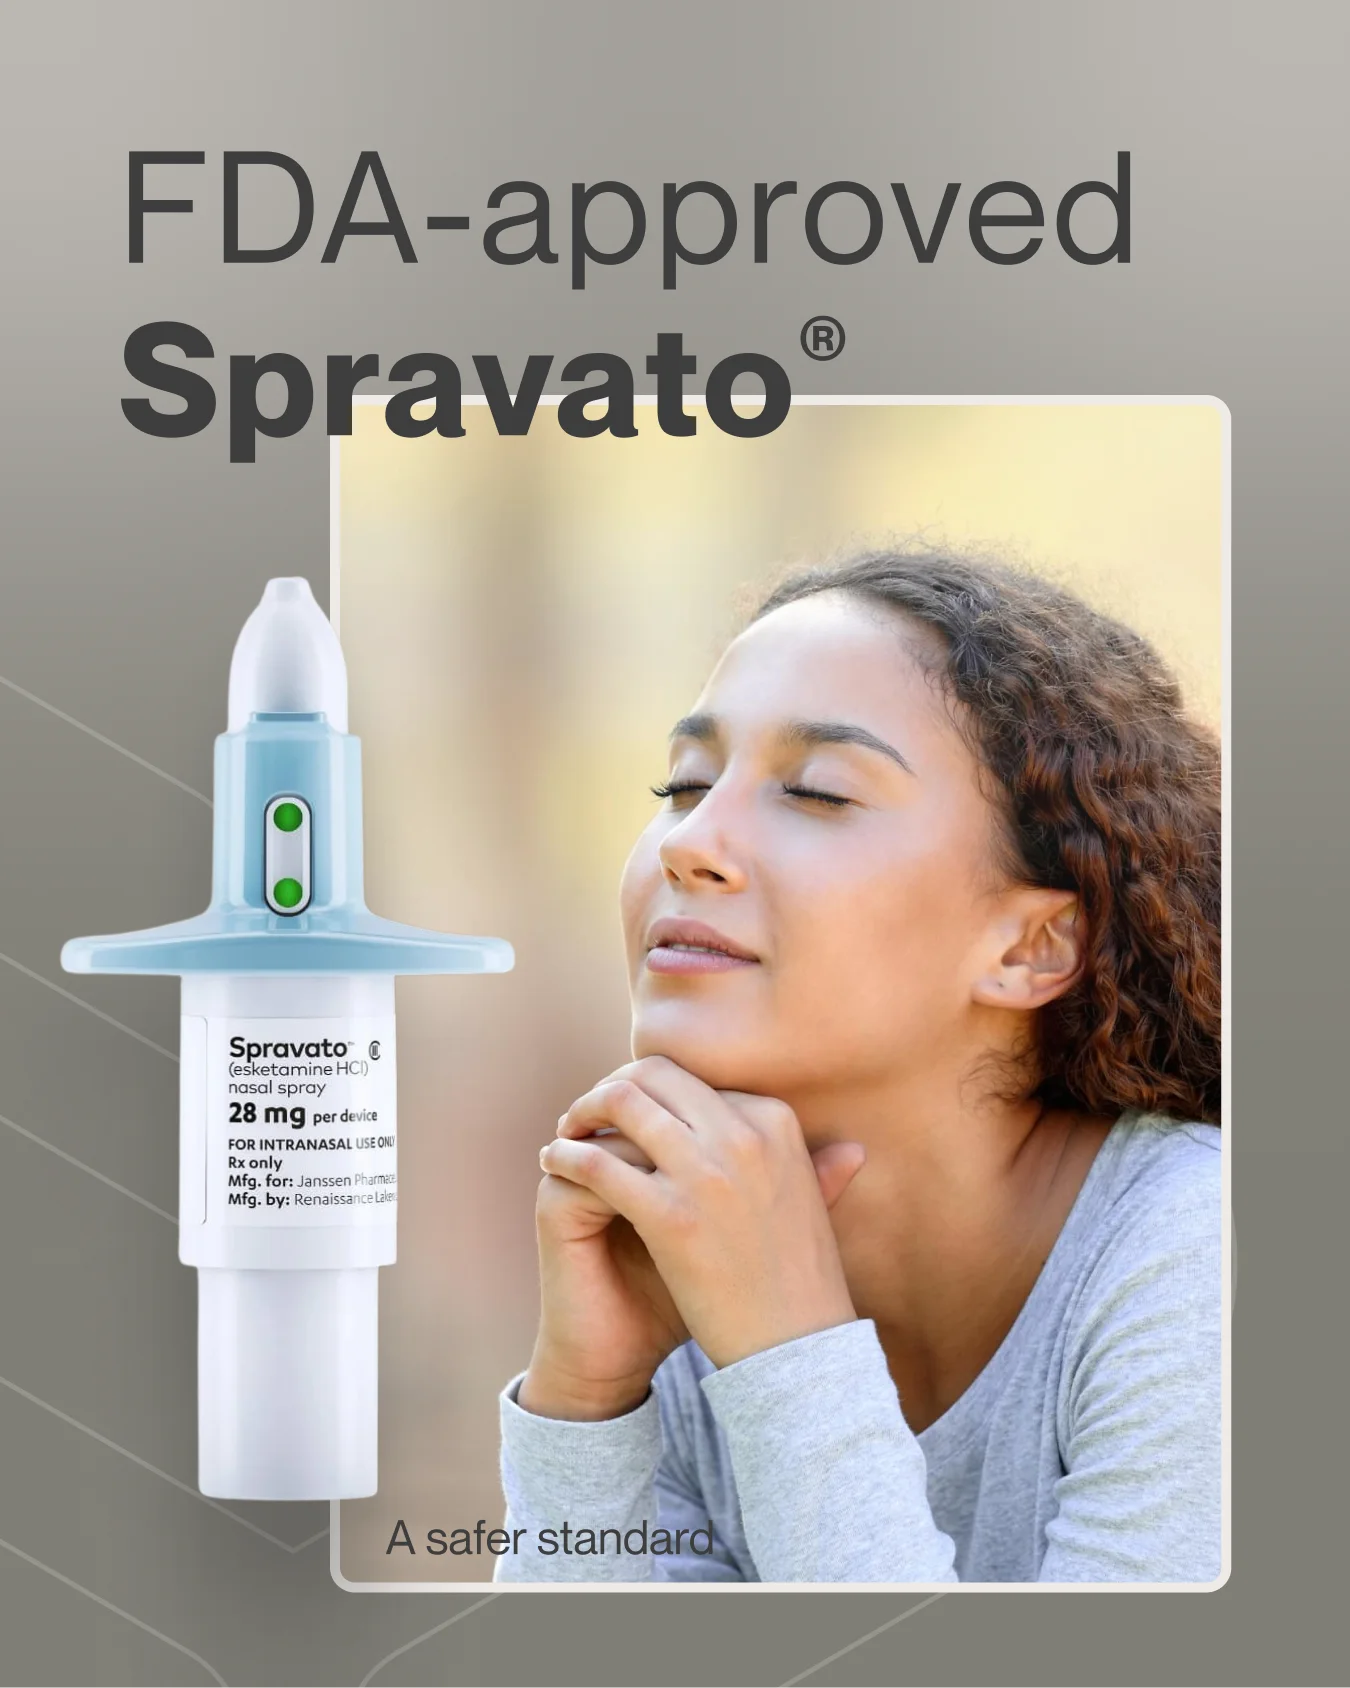 FDA-approved
Spravato®
Spravato™ CIII
(esketamine HCl)
nasal spray
28 mg per device
FOR INTRANASAL USE ONLY
Rx only
Mfg. for: Janssen
Mfg. by: Renaissance
A safer standard